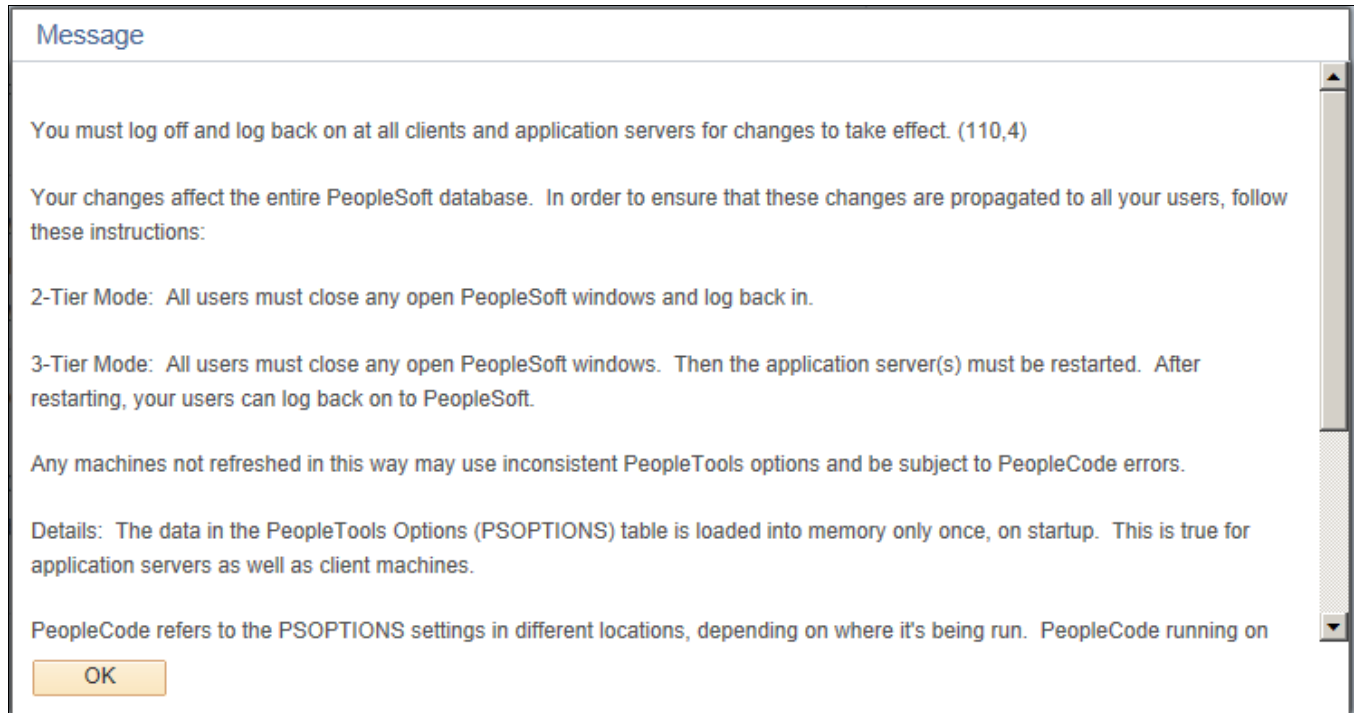 Message
You must log off and log back on at all clients and application servers for changes to take effect. (110,4)
Your changes affect the entire PeopleSoft database.  In order to ensure that these changes are propagated to all your users, follow
these instructions:
2-Tier Mode:  All users must close any open PeopleSoft windows and log back in.
3-Tier Mode:  All users must close any open PeopleSoft windows.  Then the application server(s) must be restarted.  After
restarting, your users can log back on to PeopleSoft.
Any machines not refreshed in this way may use inconsistent PeopleTools options and be subject to PeopleCode errors.
Details:  The data in the PeopleTools Options (PSOPTIONS) table is loaded into memory only once, on startup.  This is true for
application servers as well as client machines.
PeopleCode refers to the PSOPTIONS settings in different locations, depending on where it's being run.  PeopleCode running on
OK